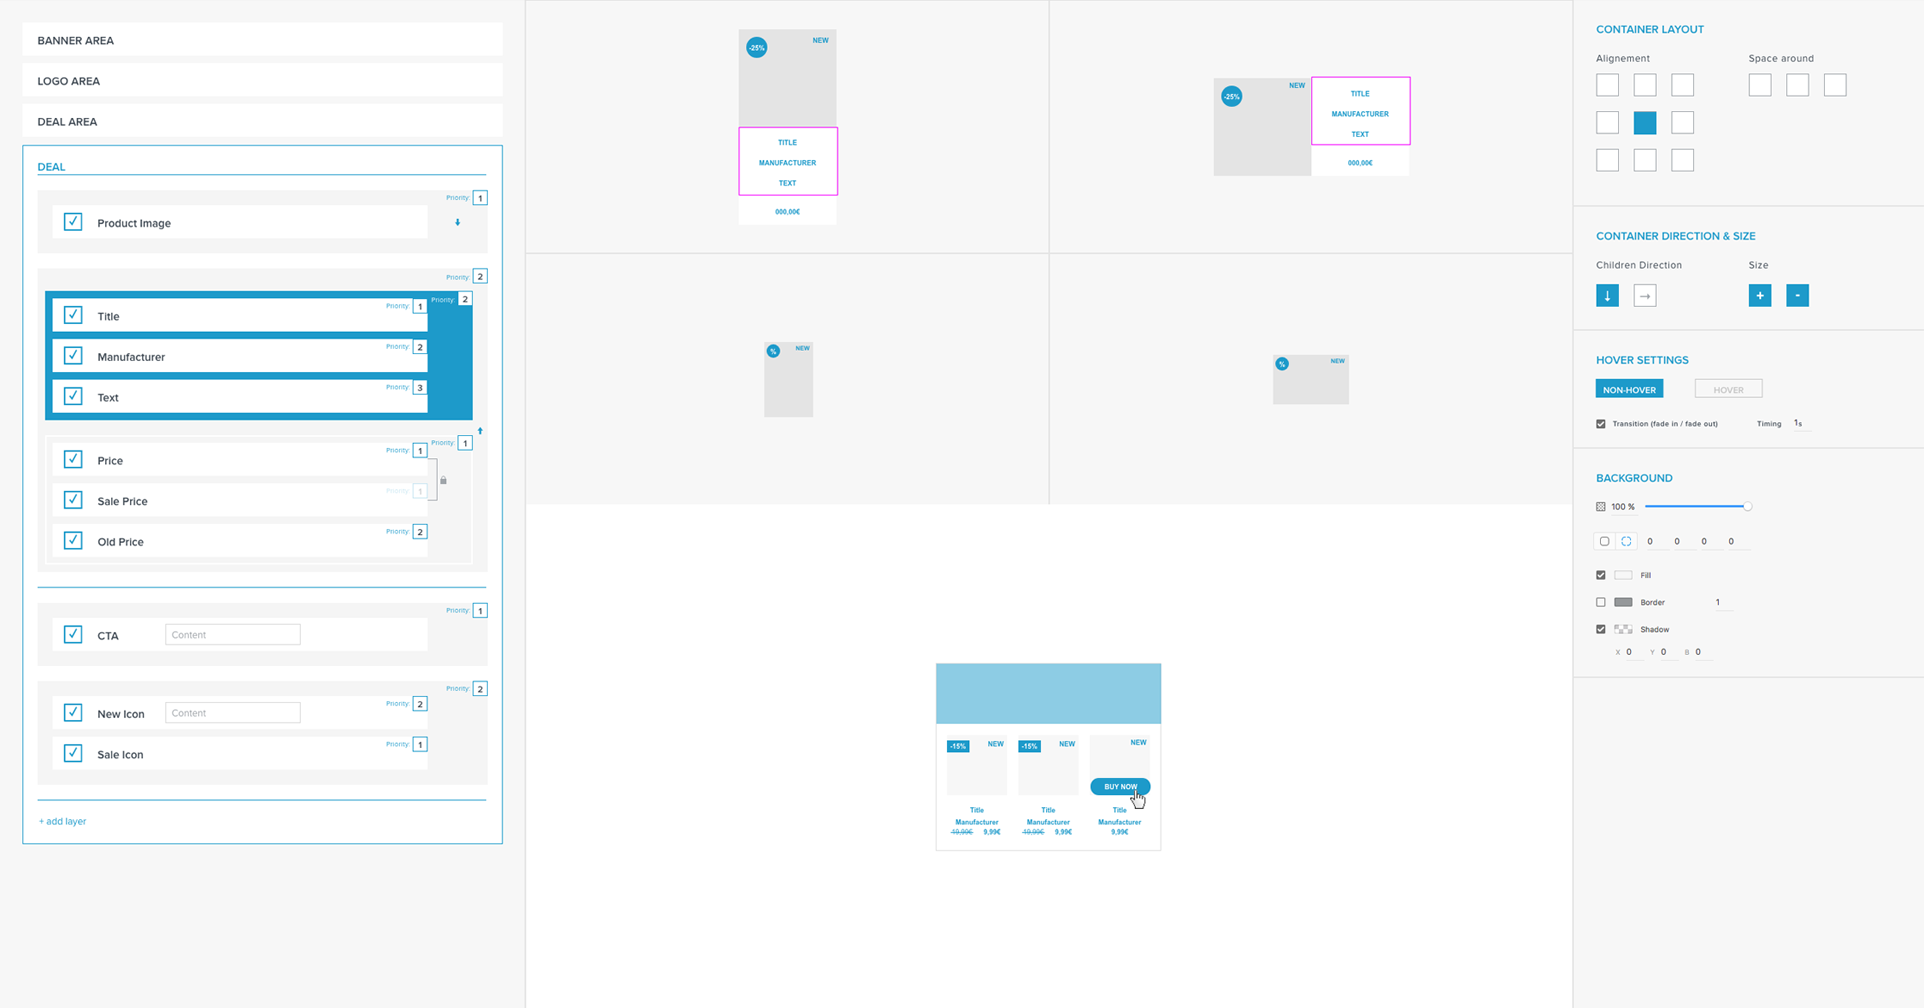 BANNER AREA
LOGO AREA
DEAL AREA
DEAL
Priority: 1
Product Image
Priority: 2
Priority: 2
Priority: 1
Title
Priority: 2
Manufacturer
Priority: 3
Text
Priority: 1
Priority: 1
Price
Priority: 1
Sale Price
Priority: 2
Old Price
Priority: 1
CTA Content
Priority: 2
Priority: 2
New Icon Content
Priority: 1
Sale Icon
+ add layer
-25% NEW
TITLE
MANUFACTURER
TEXT
000,00€
-25% NEW
TITLE
MANUFACTURER
TEXT
000,00€
% NEW
% NEW
-15% NEW -15% NEW NEW
BUY NOW
Title Title Title
Manufacturer Manufacturer Manufacturer
19,99€ 9,99€ 19,99€ 9,99€ 9,99€
CONTAINER LAYOUT
Alignement Space around
CONTAINER DIRECTION & SIZE
Children Direction Size
↓ → + -
HOVER SETTINGS
NON-HOVER HOVER
Transition (fade in / fade out) Timing 1s
BACKGROUND
100 %
0 0 0 0
Fill
Border 1
Shadow
X 0 Y 0 B 0